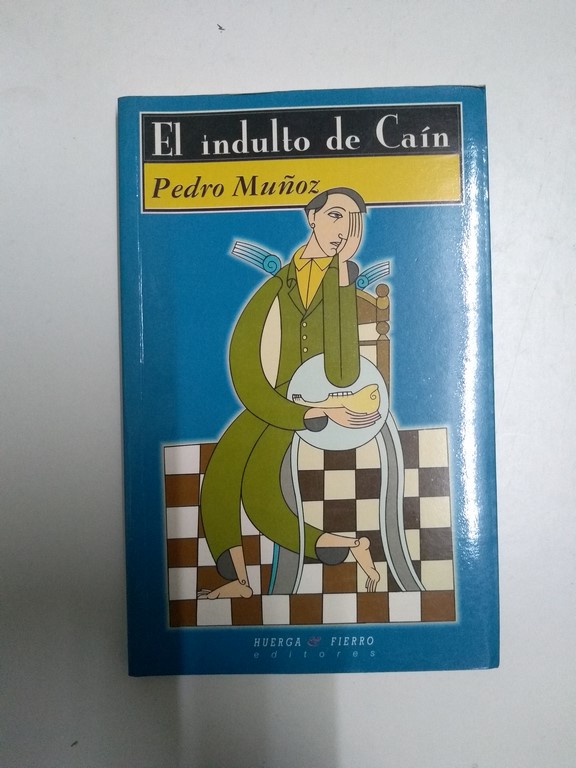 El indulto de Caín
Pedro Muñoz
HUERGA & FIERRO
editores